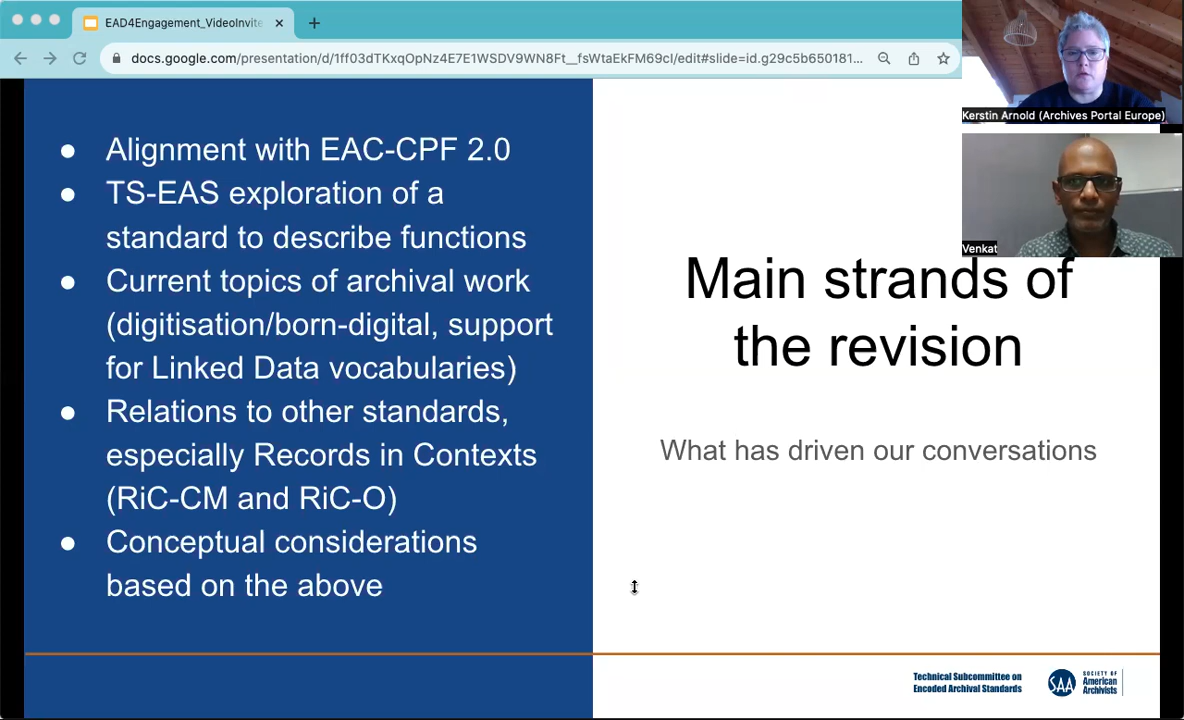 EAD4Engagement_VideoInvite
docs.google.com/presentation/d/1ff03dTKxqOpNz4E7E1WSDV9WN8Ft__fsWtaEkFM69cI/edit#slide=id.g29c5b650181...
Kerstin Arnold (Archives Portal Europe)
Venkat
● Alignment with EAC-CPF 2.0
● TS-EAS exploration of a
standard to describe functions
● Current topics of archival work
(digitisation/born-digital, support
for Linked Data vocabularies)
● Relations to other standards,
especially Records in Contexts
(RiC-CM and RiC-O)
● Conceptual considerations
based on the above
Main strands of
the revision
What has driven our conversations
Technical Subcommittee on
Encoded Archival Standards
SAA
SOCIETY OF
American
Archivists